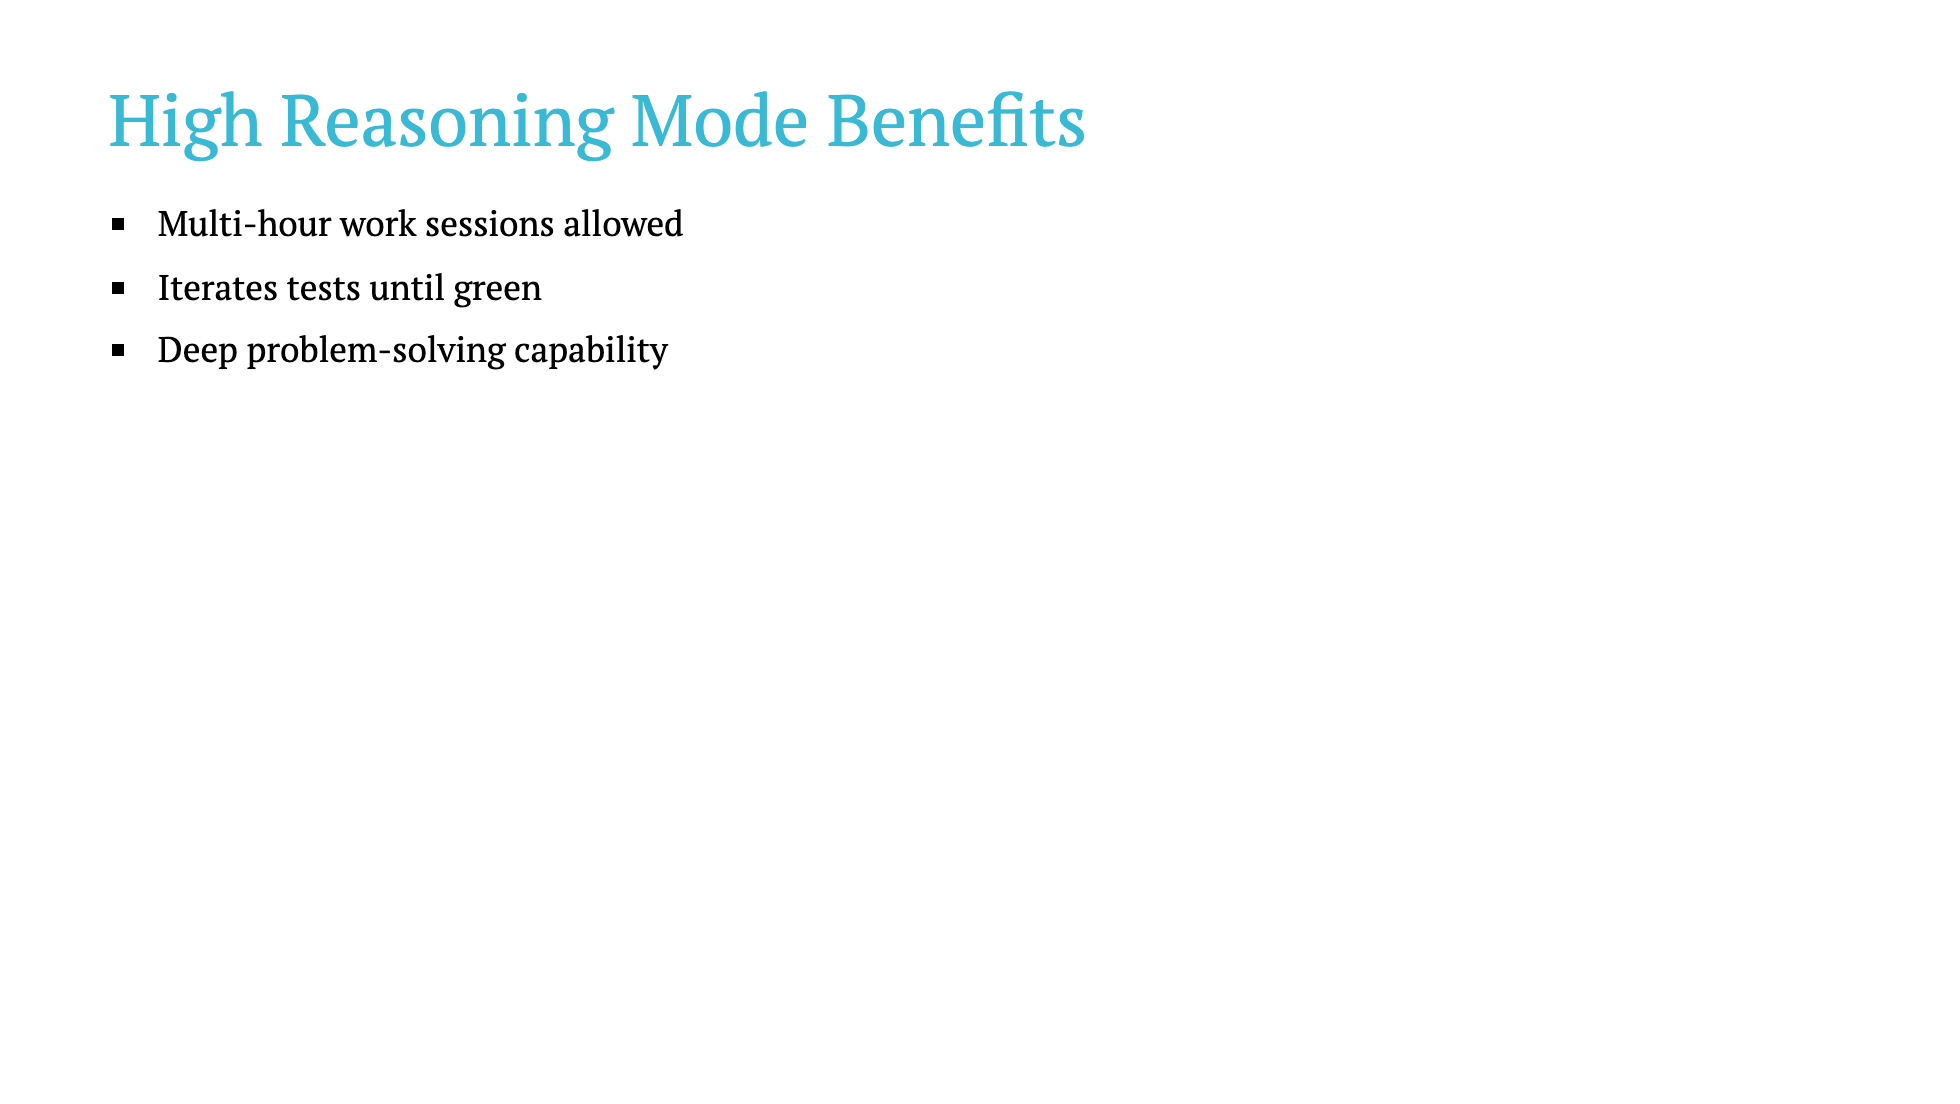 High Reasoning Mode Benefits
▪ Multi-hour work sessions allowed
▪ Iterates tests until green
▪ Deep problem-solving capability